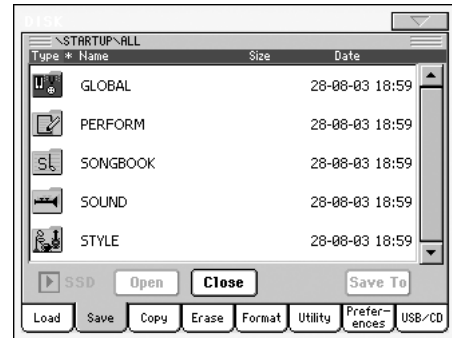 DISK
\STARTUP\ALL
Type * Name Size Date
GLOBAL 28-08-03 18:59
PERFORM 28-08-03 18:59
SONGBOOK 28-08-03 18:59
SOUND 28-08-03 18:59
STYLE 28-08-03 18:59
SSD Open Close Save To
Load Save Copy Erase Format Utility Prefer-
ences USB/CD